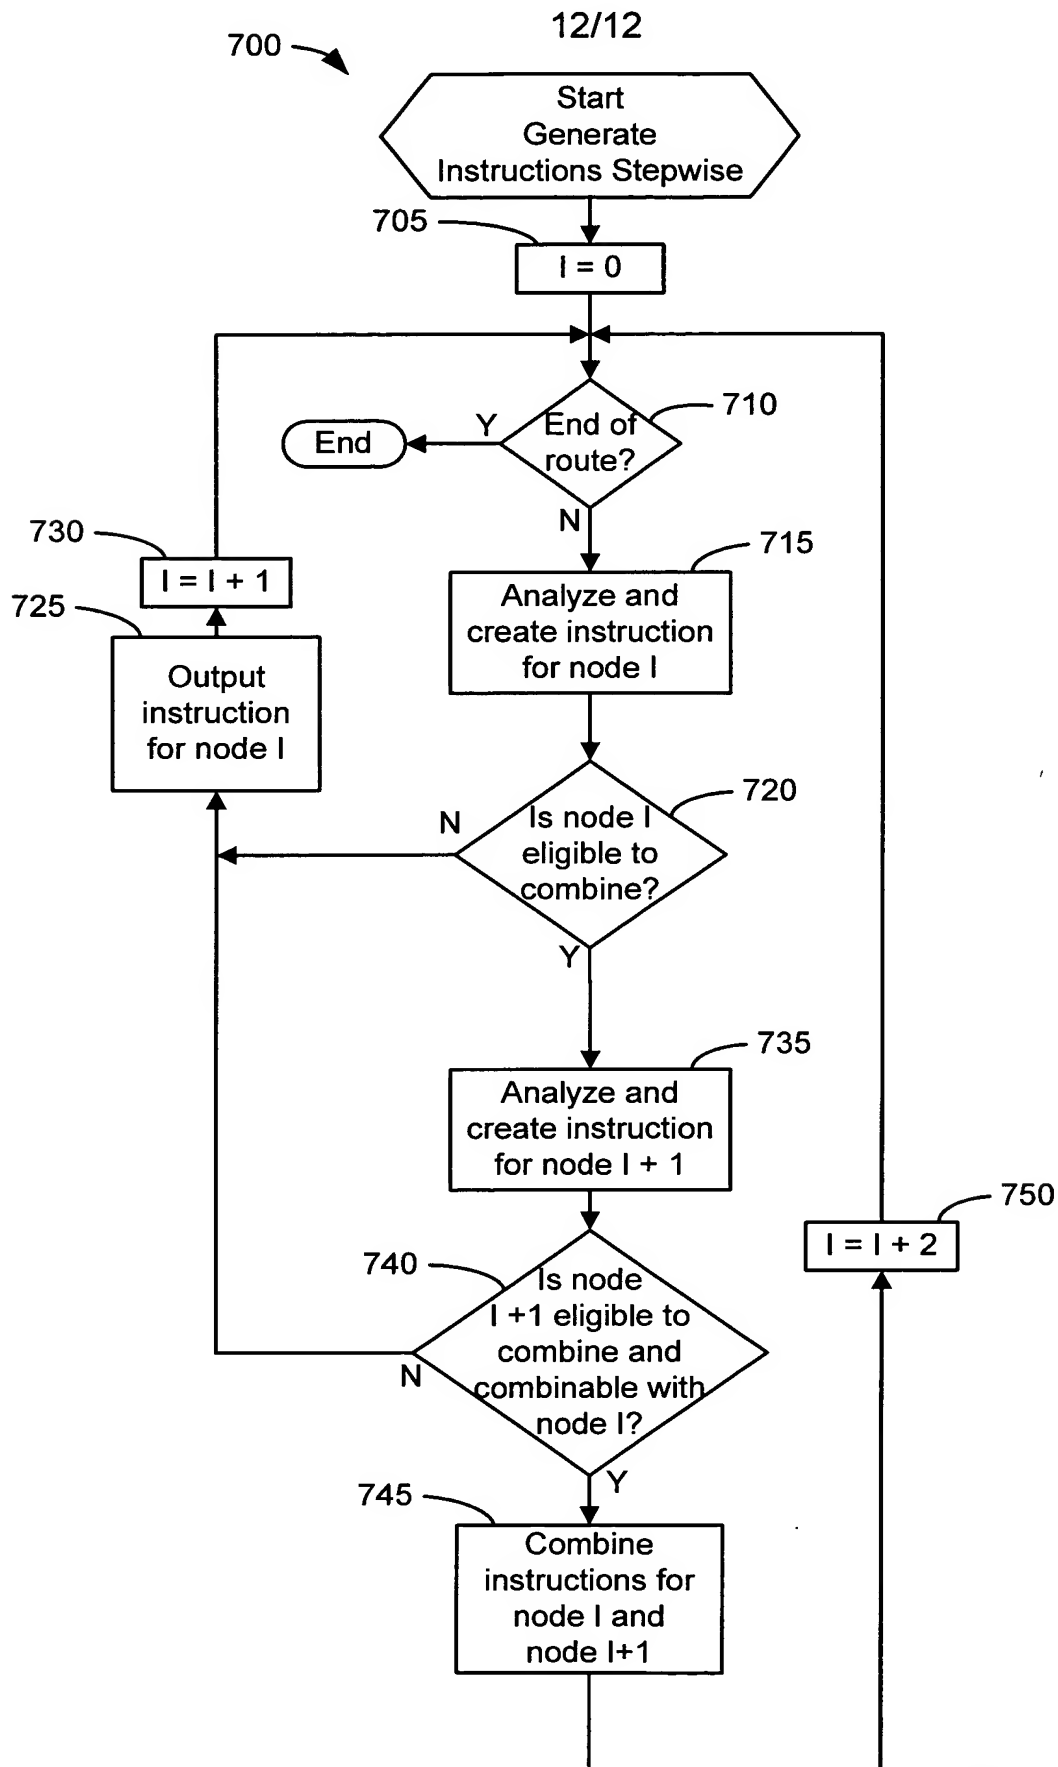 12/12
700
Start
Generate
Instructions Stepwise
705
I = 0
710
End of
route?
Y
End
N
730
I = I + 1
715
Analyze and
create instruction
for node I
725
Output
instruction
for node I
720
Is node I
eligible to
combine?
N
Y
735
Analyze and
create instruction
for node I + 1
750
I = I + 2
740
Is node
I +1 eligible to
combine and
combinable with
node I?
N
Y
745
Combine
instructions for
node I and
node I+1